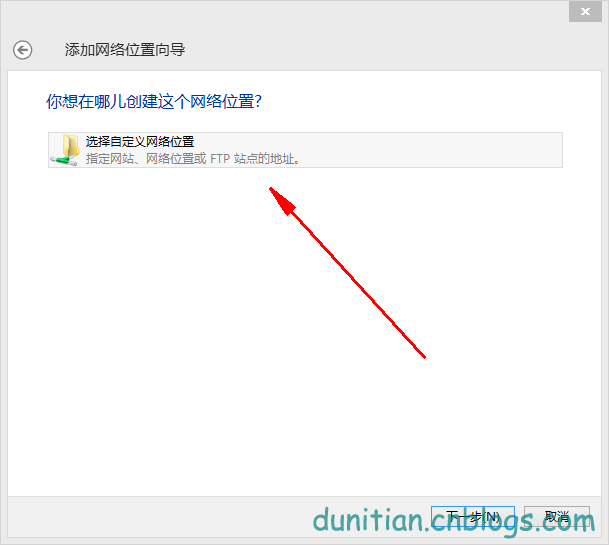 添加网络位置向导
你想在哪儿创建这个网络位置?
选择自定义网络位置
指定网站、网络位置或 FTP 站点的地址。
下一步(N)
取消
dunitian.cnblogs.com